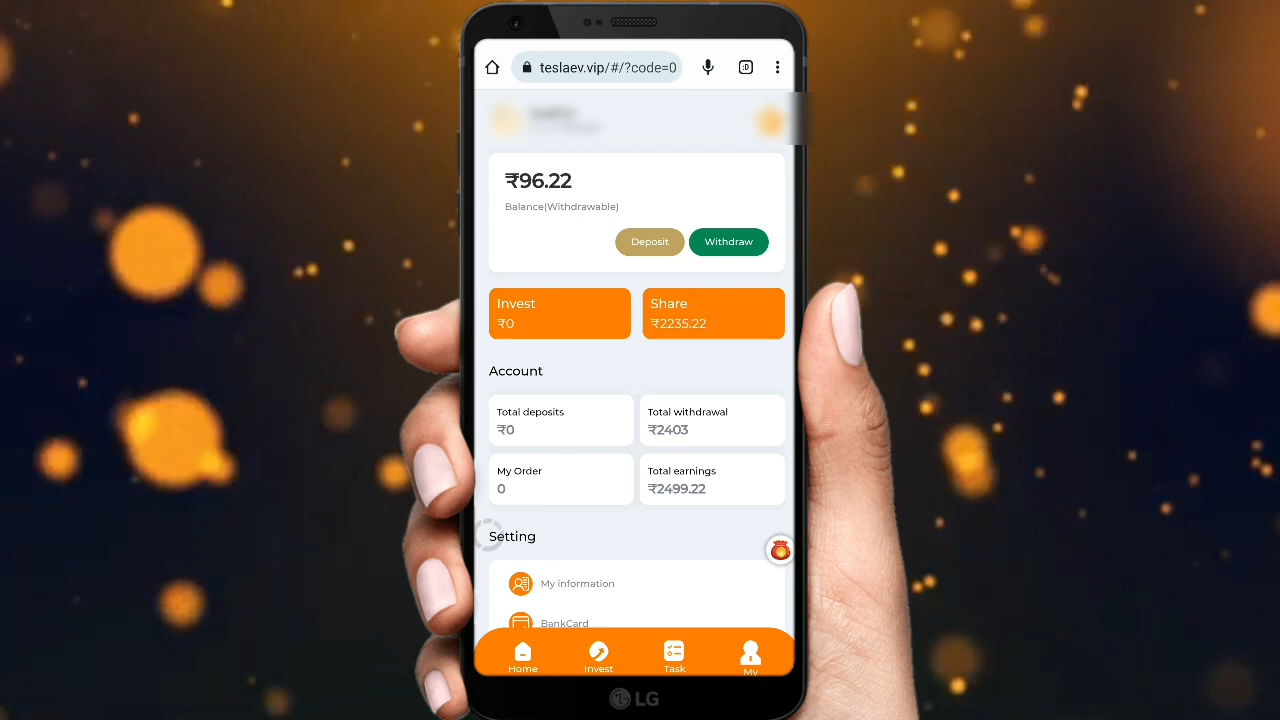 teslaev.vip/#/?code=0
:D
₹96.22
Balance(Withdrawable)
Deposit
Withdraw
Invest
₹0
Share
₹2235.22
Account
Total deposits
₹0
Total withdrawal
₹2403
My Order
0
Total earnings
₹2499.22
Setting
My information
BankCard
Home
Invest
Task
My
LG